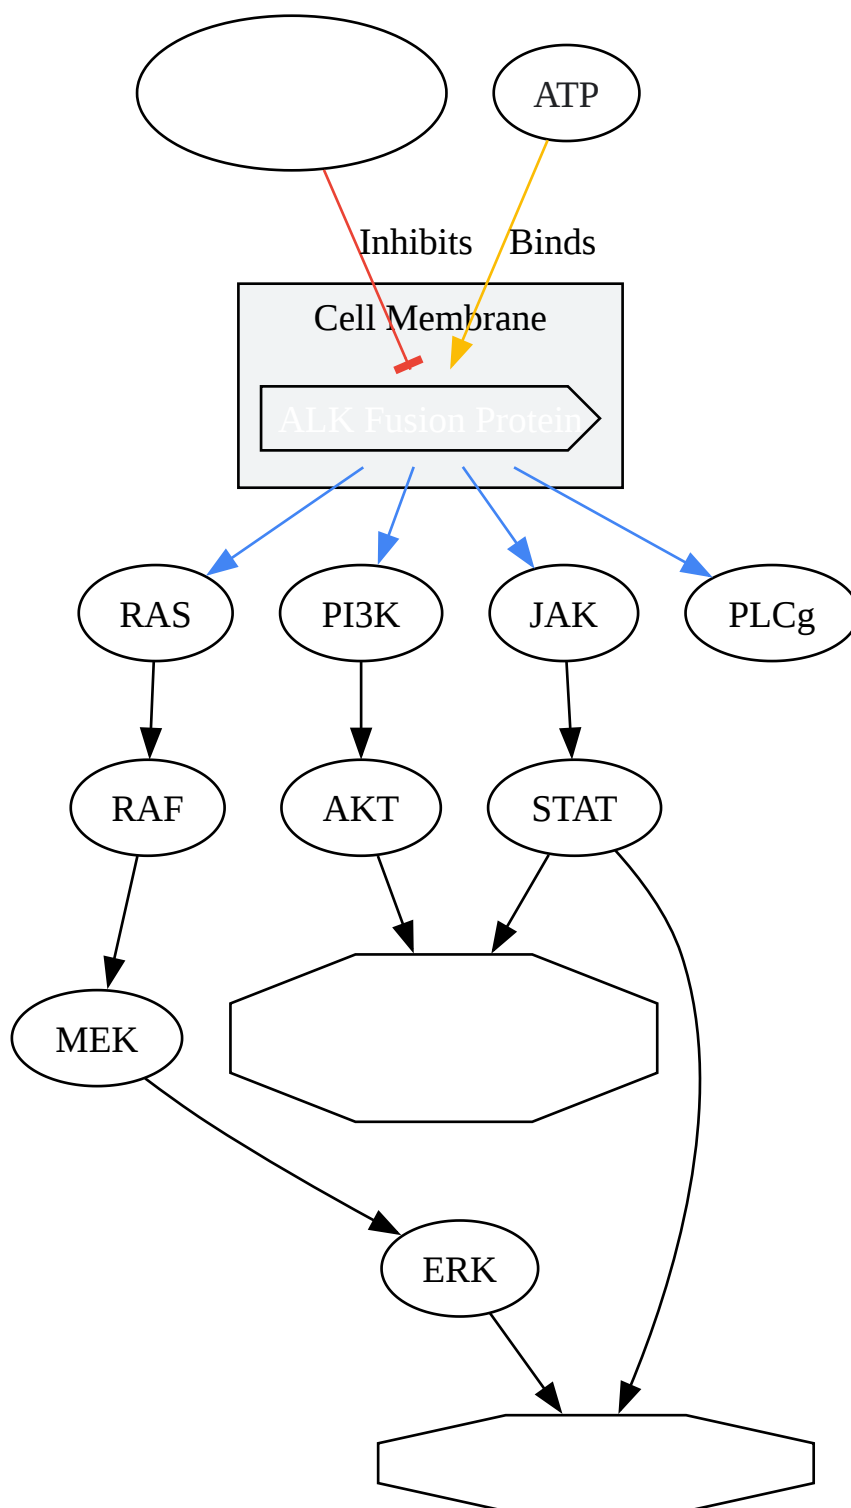 ATP
Inhibits
Binds
Cell Membrane
ALK Fusion Protein
RAS
PI3K
JAK
PLCg
RAF
AKT
STAT
MEK
ERK